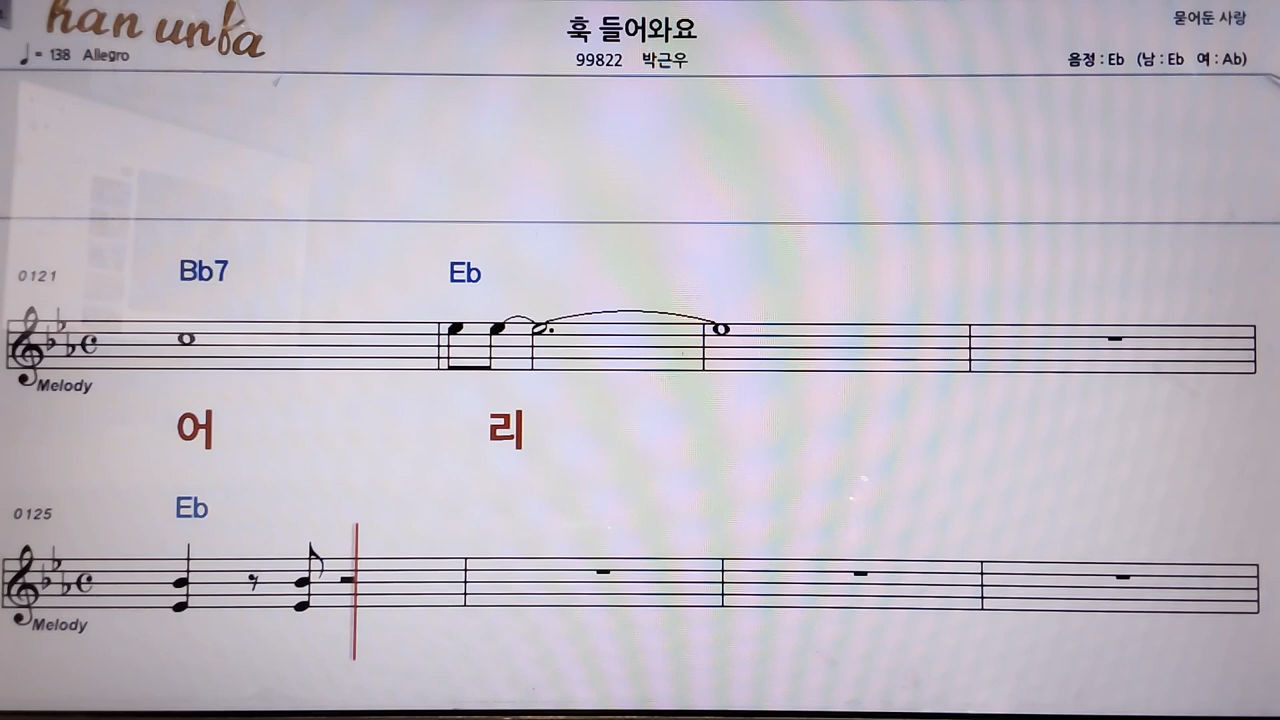 han unfa
훅 들어와요
묻어둔 사랑
♩= 138 Allegro
99822 박근우
음정 : Eb (남 : Eb 여 : Ab)
0121
Bb7 Eb
Melody
어 리
0125
Eb
Melody